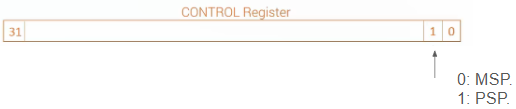 CONTROL Register
31 1 0
0: MSP.
1: PSP.